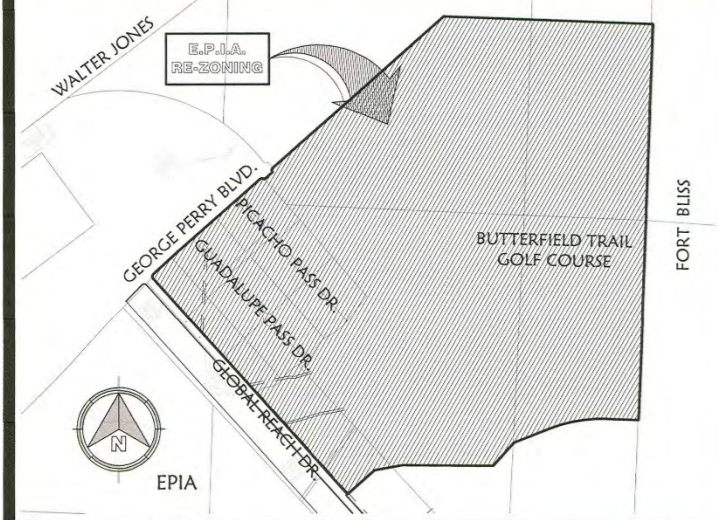 WALTER JONES
E.P.I.A.
RE-ZONING
GEORGE PERRY BLVD.
PICACHO PASS DR.
GUADALUPE PASS DR.
GLOBAL REACH DR.
BUTTERFIELD TRAIL
GOLF COURSE
FORT BLISS
N
EPIA